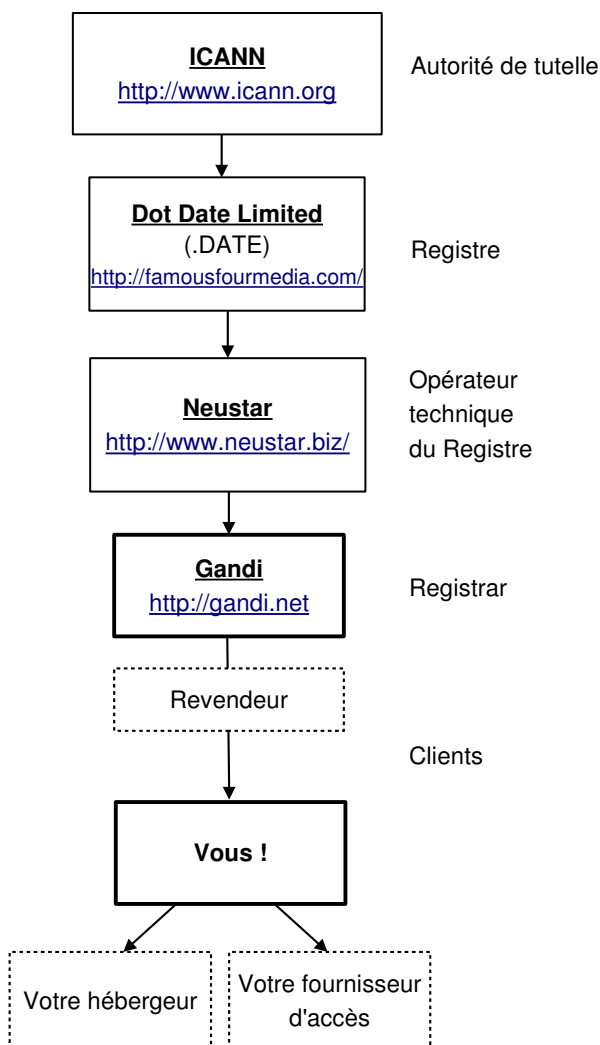 ICANN
http://www.icann.org
Autorité de tutelle
Dot Date Limited
(.DATE)
http://famousfourmedia.com/
Registre
Neustar
http://www.neustar.biz/
Opérateur
technique
du Registre
Gandi
http://gandi.net
Registrar
Revendeur
Clients
Vous !
Votre hébergeur
Votre fournisseur
d'accès